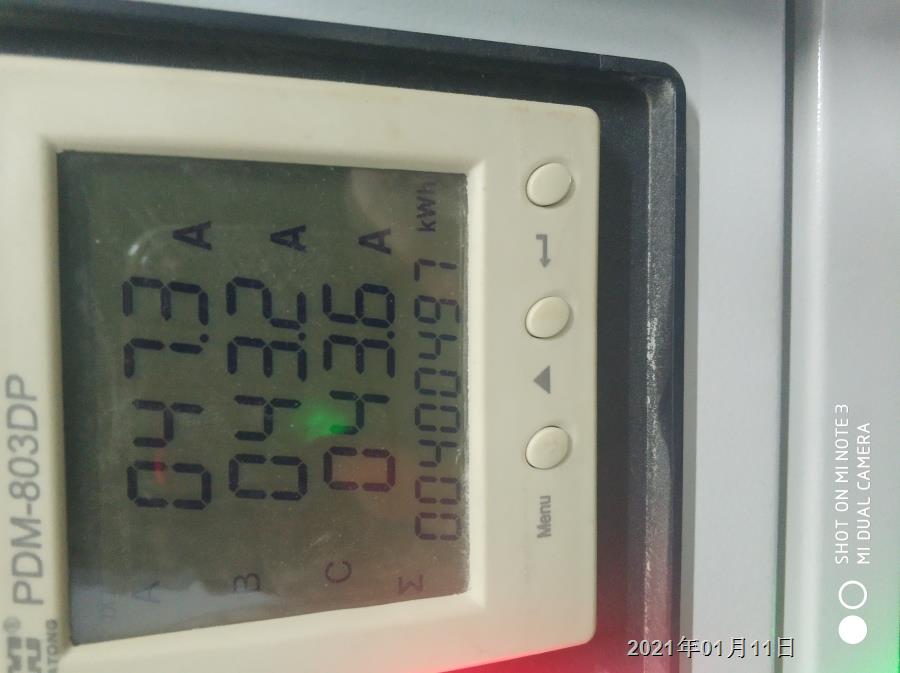 PDM-803DP
ATONG
A 047.3 A
B 043.2 A
C 043.6 A
Σ 00400497 kWh
Menu
2021年01月11日
SHOT ON MI NOTE 3
MI DUAL CAMERA